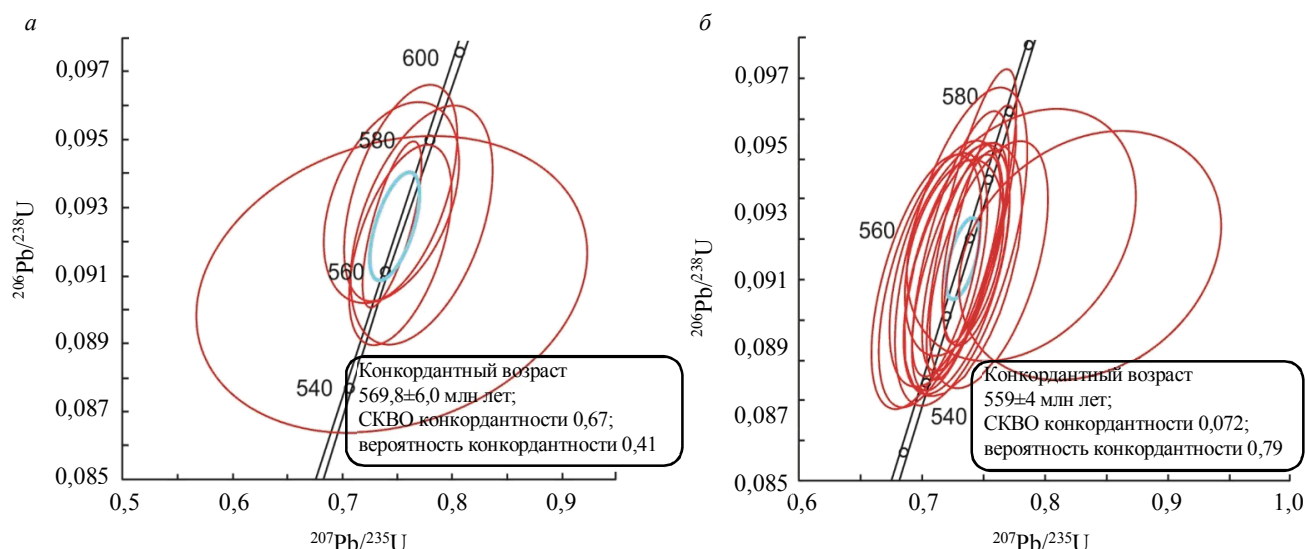 а
0,097
0,095
0,093
0,091
0,089
0,087
0,085
²⁰⁶Pb/²³⁸U
600
580
560
540
Конкордантный возраст
569,8±6,0 млн лет;
СКВО конкордантности 0,67;
вероятность конкордантности 0,41
0,5 0,6 0,7 0,8 0,9
²⁰⁷Pb/²³⁵U
б
0,097
0,095
0,093
0,091
0,089
0,087
0,085
²⁰⁶Pb/²³⁸U
580
560
540
Конкордантный возраст
559±4 млн лет;
СКВО конкордантности 0,072;
вероятность конкордантности 0,79
0,6 0,7 0,8 0,9 1,0
²⁰⁷Pb/²³⁵U